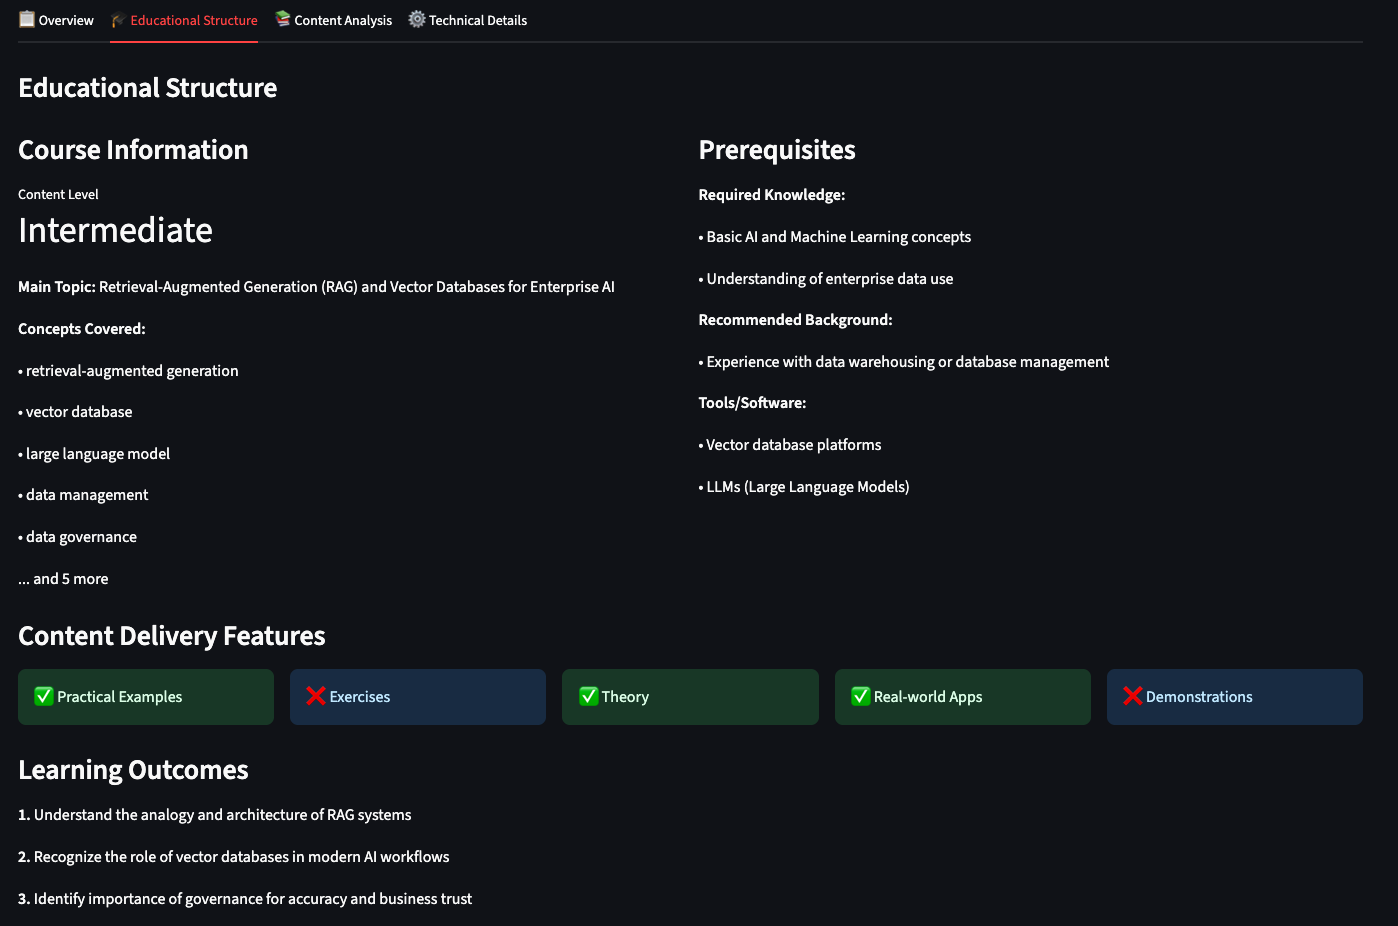 Overview
Educational Structure
Content Analysis
Technical Details
Educational Structure
Course Information
Content Level
Intermediate
Main Topic: Retrieval-Augmented Generation (RAG) and Vector Databases for Enterprise AI
Concepts Covered:
• retrieval-augmented generation
• vector database
• large language model
• data management
• data governance
... and 5 more
Prerequisites
Required Knowledge:
• Basic AI and Machine Learning concepts
• Understanding of enterprise data use
Recommended Background:
• Experience with data warehousing or database management
Tools/Software:
• Vector database platforms
• LLMs (Large Language Models)
Content Delivery Features
Practical Examples
Exercises
Theory
Real-world Apps
Demonstrations
Learning Outcomes
1. Understand the analogy and architecture of RAG systems
2. Recognize the role of vector databases in modern AI workflows
3. Identify importance of governance for accuracy and business trust